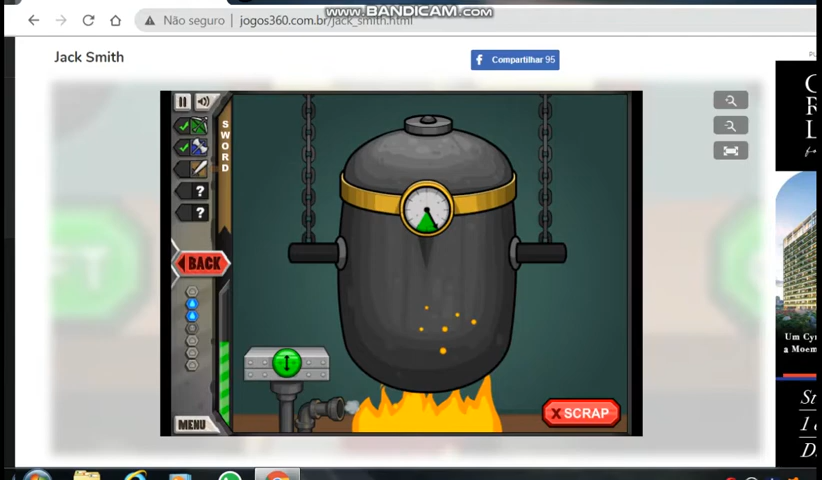 www.BANDICAM.com
Não seguro | jogos360.com.br/jack_smith.html
Jack Smith
f Compartilhar 95
SWORD
?
?
BACK
MENU
X SCRAP
Um Cy
a Moem